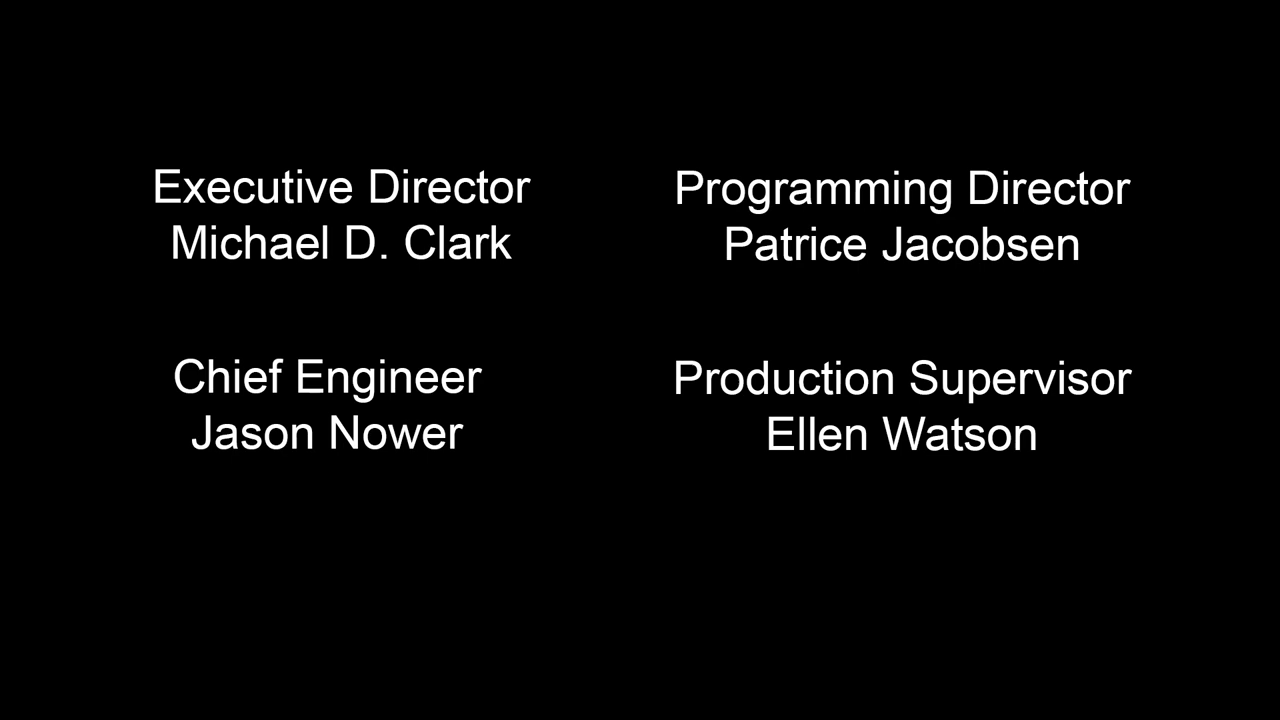 Executive Director
Michael D. Clark
Programming Director
Patrice Jacobsen
Chief Engineer
Jason Nower
Production Supervisor
Ellen Watson